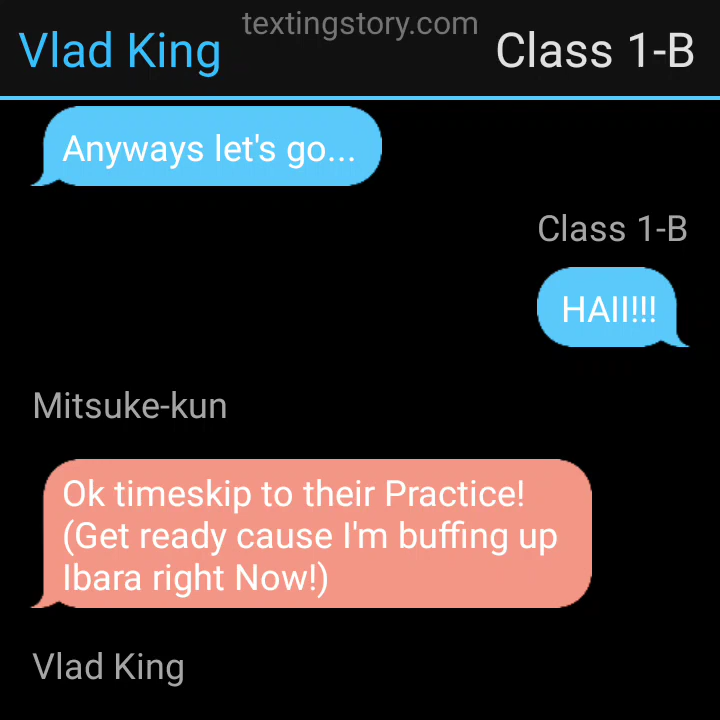 textingstory.com
Vlad King
Class 1-B
Anyways let's go...
Class 1-B
HAII!!!
Mitsuke-kun
Ok timeskip to their Practice!
(Get ready cause I'm buffing up
Ibara right Now!)
Vlad King